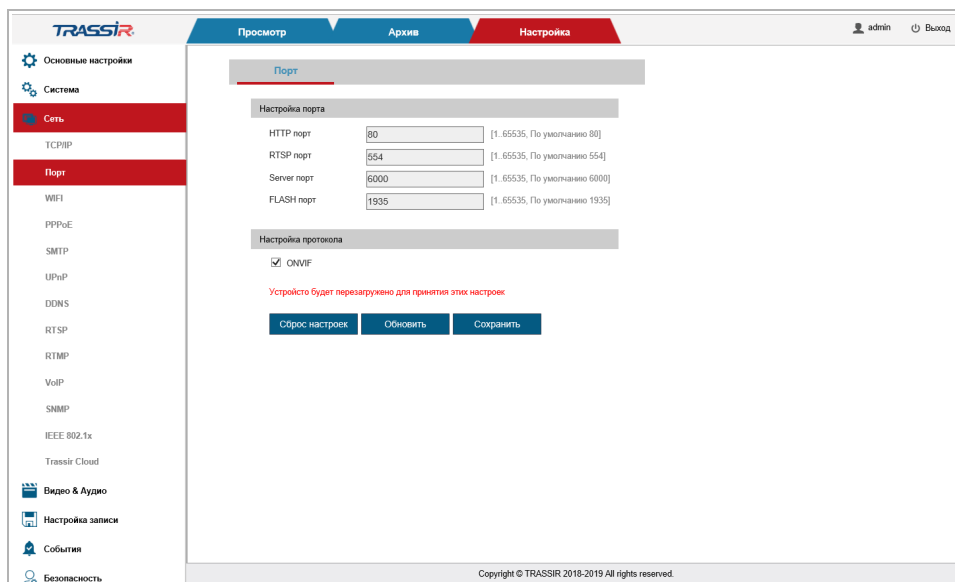 TRASSIR
Просмотр
Архив
Настройка
admin
Выход
Основные настройки
Система
Сеть
TCP/IP
Порт
WIFI
PPPoE
SMTP
UPnP
DDNS
RTSP
RTMP
VoIP
SNMP
IEEE 802.1x
Trassir Cloud
Видео & Аудио
Настройка записи
События
Безопасность
Порт
Настройка порта
HTTP порт 80 [1..65535, По умолчанию 80]
RTSP порт 554 [1..65535, По умолчанию 554]
Server порт 6000 [1..65535, По умолчанию 6000]
FLASH порт 1935 [1..65535, По умолчанию 1935]
Настройка протокола
ONVIF
Устройсто будет перезагружено для принятия этих настроек
Сброс настроек Обновить Сохранить
Copyright © TRASSIR 2018-2019 All rights reserved.